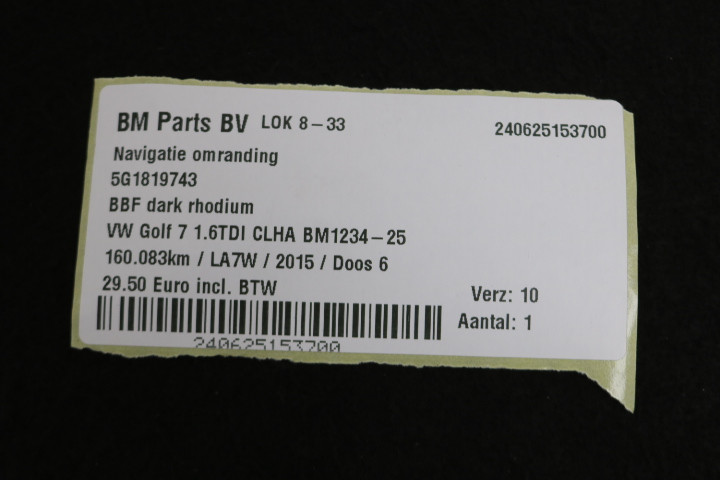 BM Parts BV LOK 8-33 240625153700
Navigatie omranding
5G1819743
BBF dark rhodium
VW Golf 7 1.6TDI CLHA BM1234-25
160.083km / LA7W / 2015 / Doos 6
29.50 Euro incl. BTW
Verz: 10
Aantal: 1
240625153700